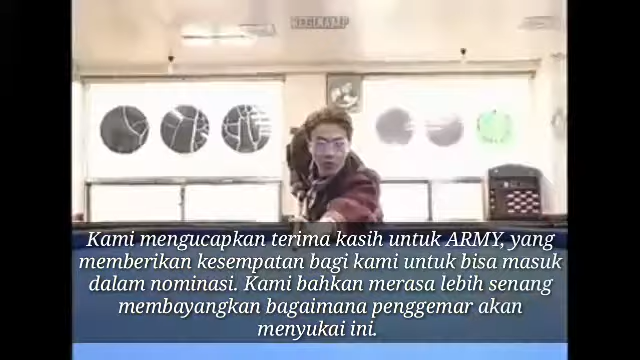 Kami mengucapkan terima kasih untuk ARMY, yang
memberikan kesempatan bagi kami untuk bisa masuk
dalam nominasi. Kami bahkan merasa lebih senang
membayangkan bagaimana penggemar akan
menyukai ini.